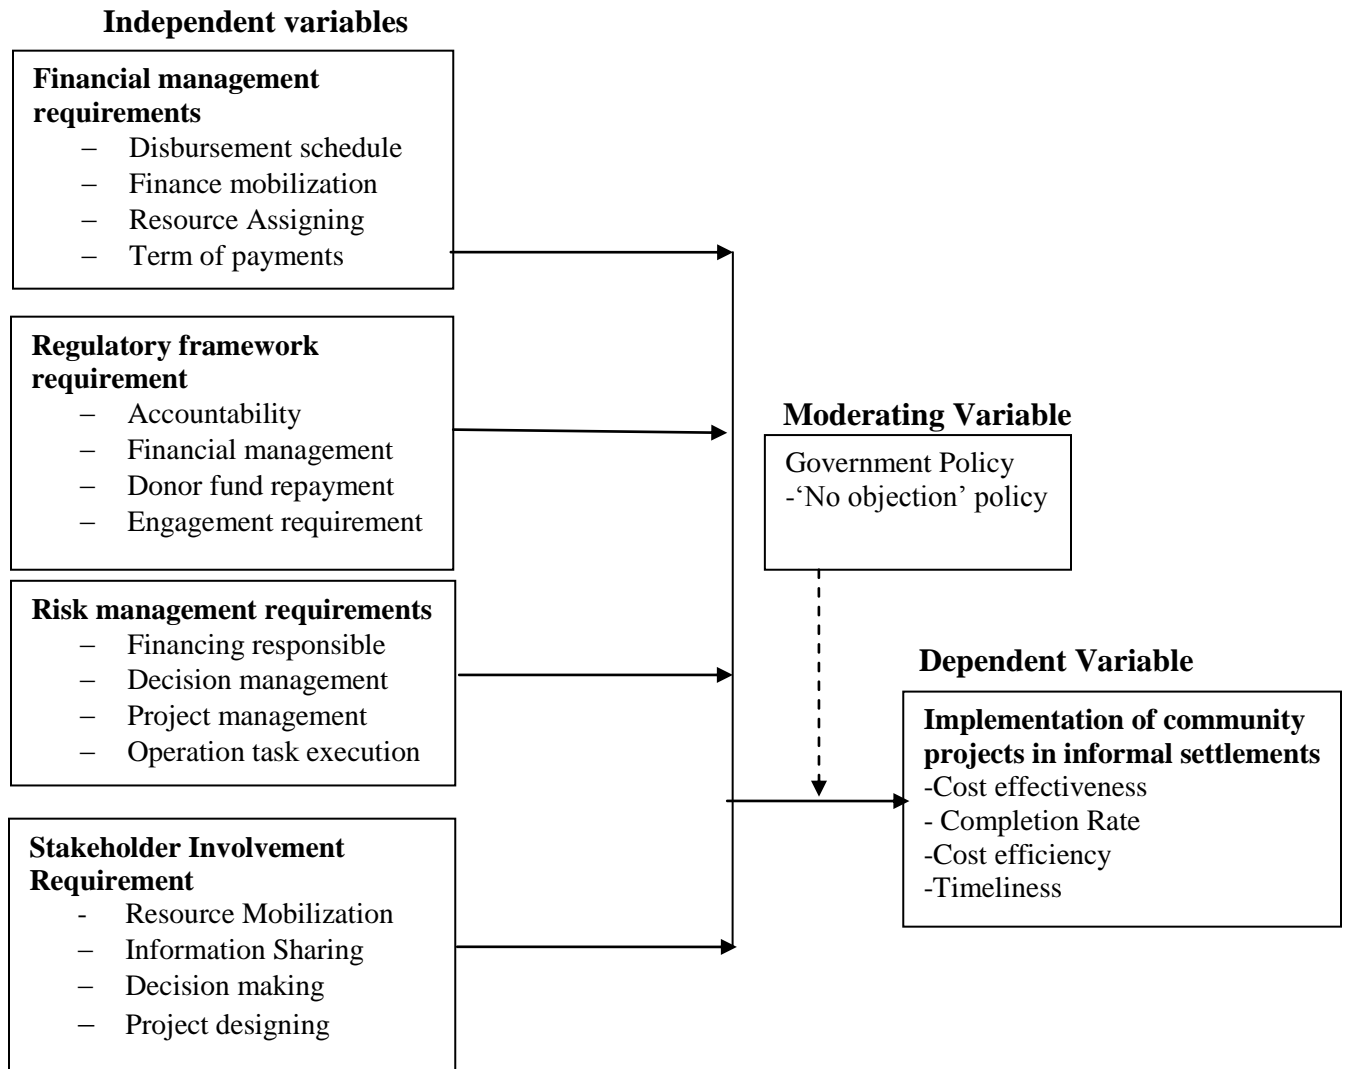 Independent variables
Financial management
requirements
– Disbursement schedule
– Finance mobilization
– Resource Assigning
– Term of payments
Regulatory framework
requirement
– Accountability
– Financial management
– Donor fund repayment
– Engagement requirement
Risk management requirements
– Financing responsible
– Decision management
– Project management
– Operation task execution
Stakeholder Involvement
Requirement
- Resource Mobilization
– Information Sharing
– Decision making
– Project designing
Moderating Variable
Government Policy
-‘No objection’ policy
Dependent Variable
Implementation of community
projects in informal settlements
-Cost effectiveness
- Completion Rate
-Cost efficiency
-Timeliness